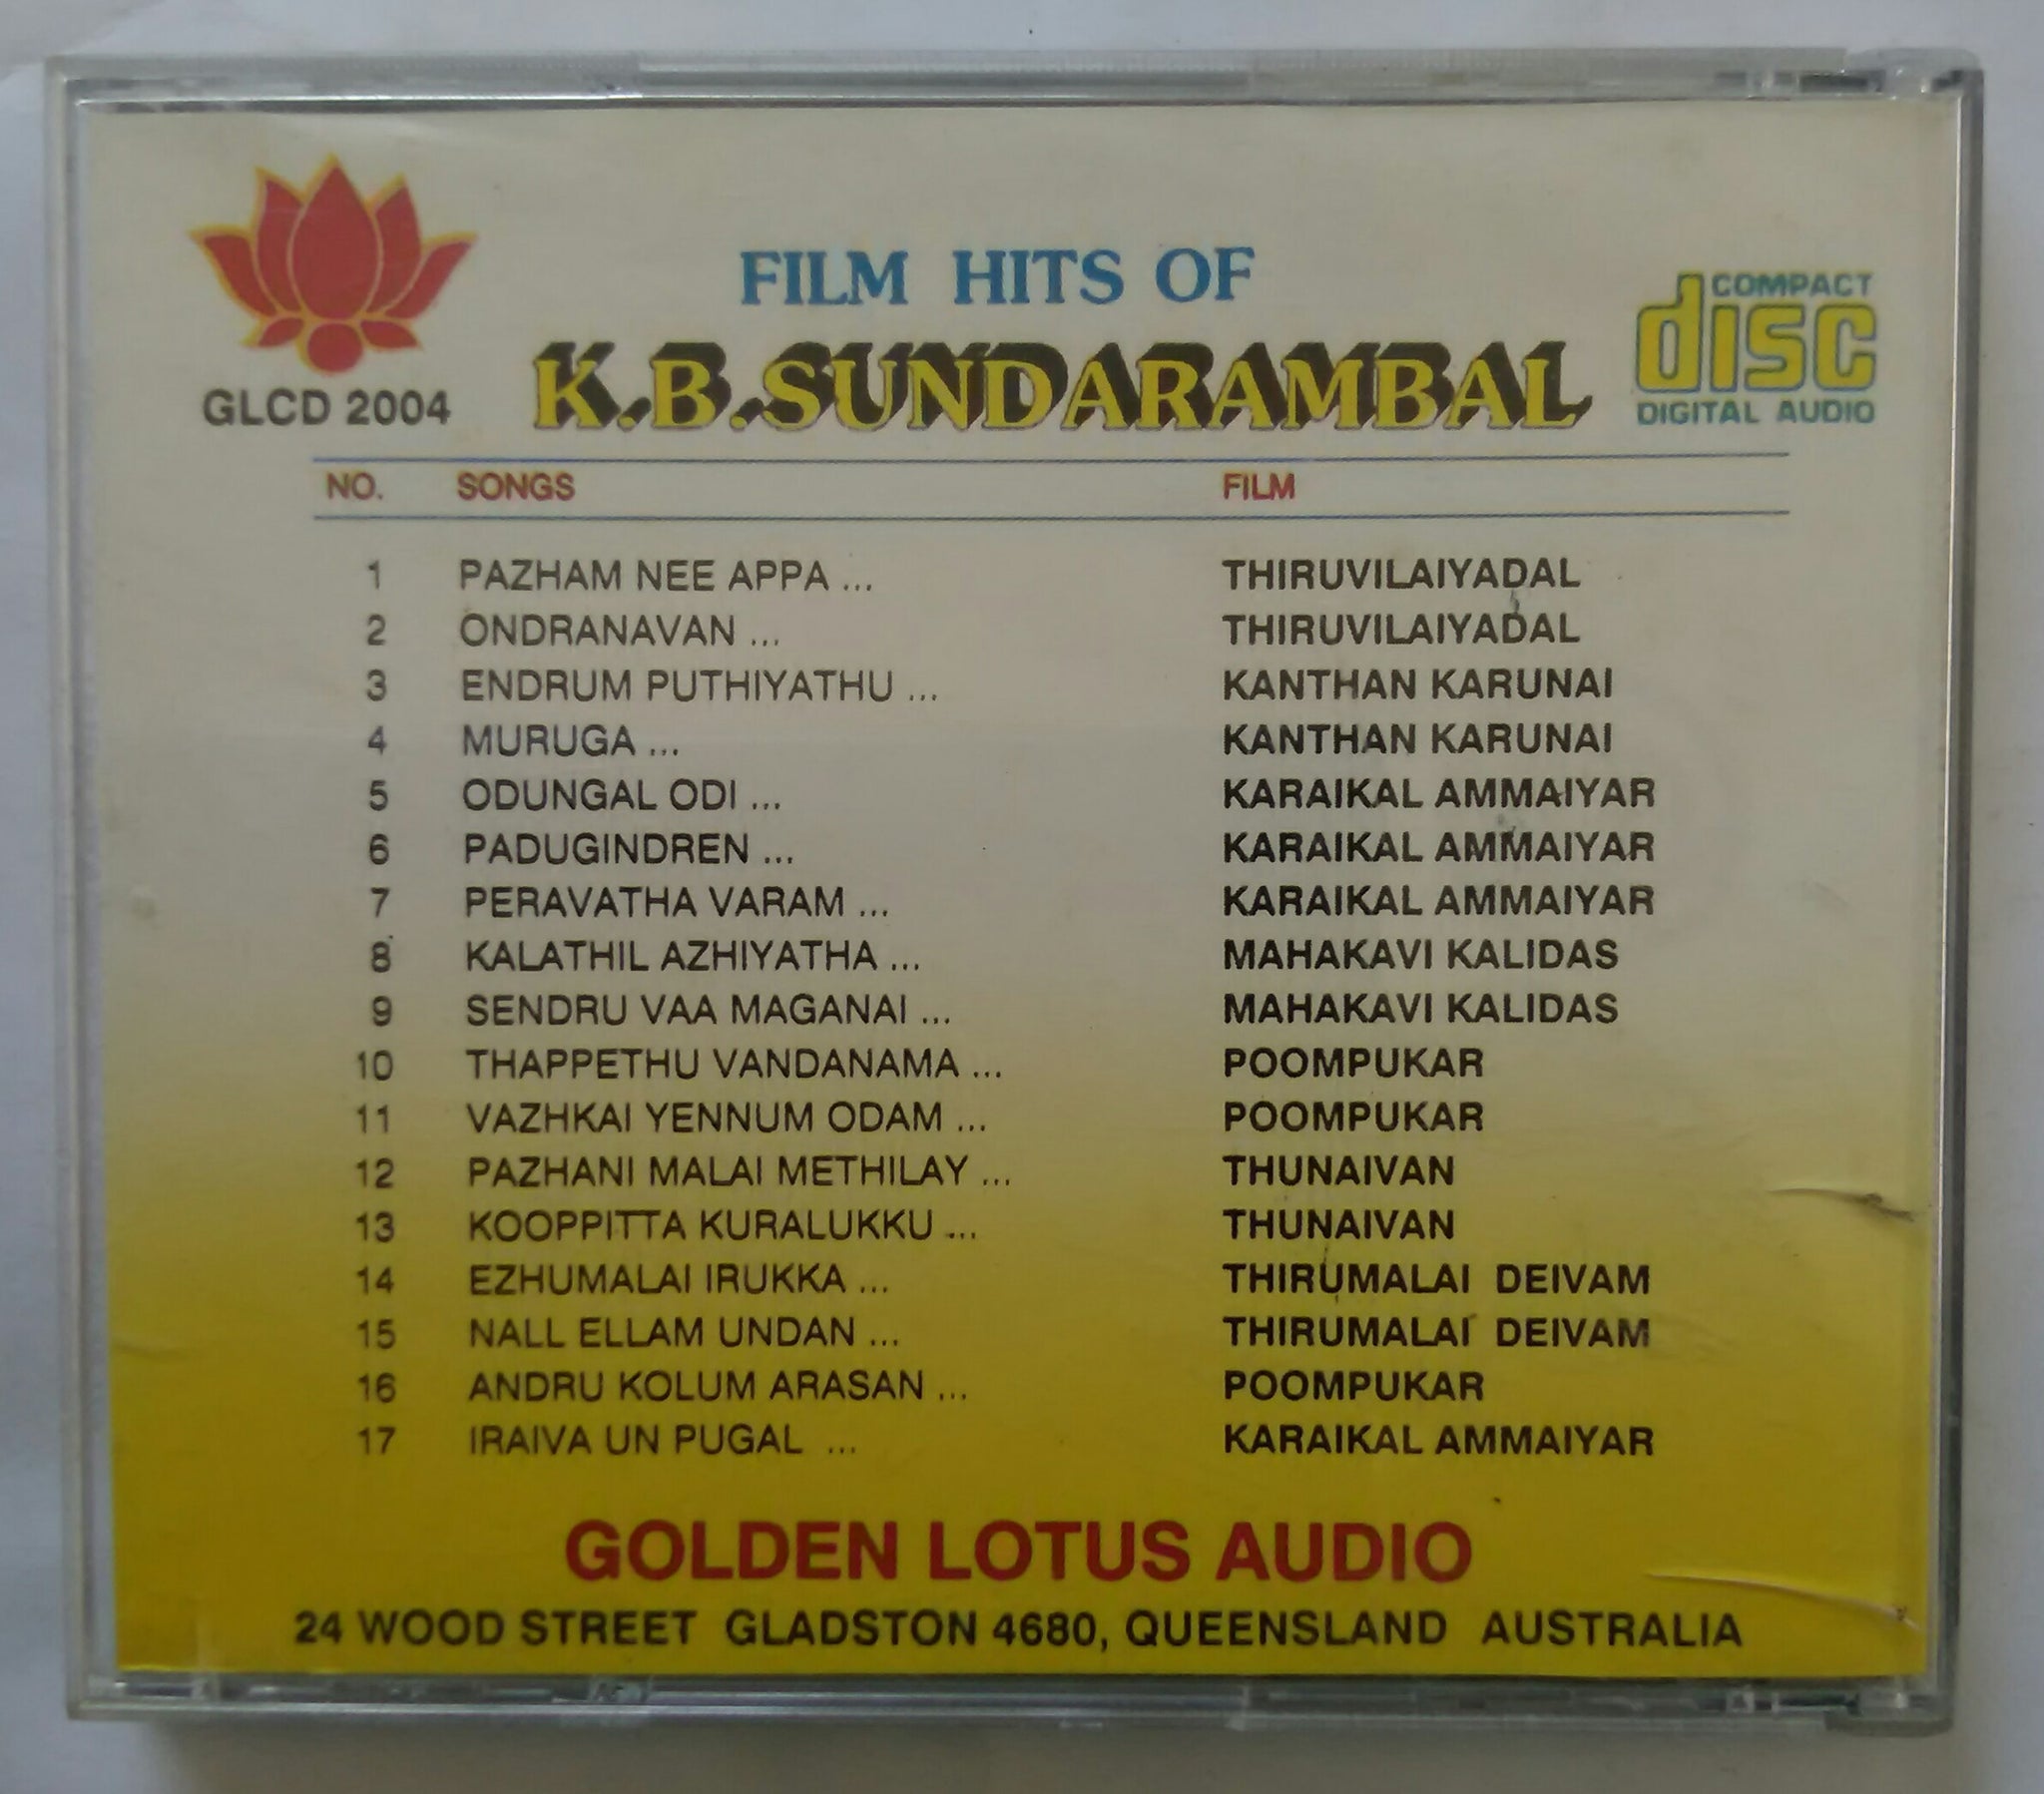 FILM HITS OF
K.B.SUNDARAMBAL
GLCD 2004
COMPACT
disc
DIGITAL AUDIO
NO. SONGS FILM
1 PAZHAM NEE APPA ... THIRUVILAIYADAL
2 ONDRANAVAN ... THIRUVILAIYADAL
3 ENDRUM PUTHIYATHU ... KANTHAN KARUNAI
4 MURUGA ... KANTHAN KARUNAI
5 ODUNGAL ODI ... KARAIKAL AMMAIYAR
6 PADUGINDREN ... KARAIKAL AMMAIYAR
7 PERAVATHA VARAM ... KARAIKAL AMMAIYAR
8 KALATHIL AZHIYATHA ... MAHAKAVI KALIDAS
9 SENDRU VAA MAGANAI ... MAHAKAVI KALIDAS
10 THAPPETHU VANDANAMA ... POOMPUKAR
11 VAZHKAI YENNUM ODAM ... POOMPUKAR
12 PAZHANI MALAI METHILAY ... THUNAIVAN
13 KOOPPITTA KURALUKKU ... THUNAIVAN
14 EZHUMALAI IRUKKA ... THIRUMALAI DEIVAM
15 NALL ELLAM UNDAN ... THIRUMALAI DEIVAM
16 ANDRU KOLUM ARASAN ... POOMPUKAR
17 IRAIVA UN PUGAL ... KARAIKAL AMMAIYAR
GOLDEN LOTUS AUDIO
24 WOOD STREET GLADSTON 4680, QUEENSLAND AUSTRALIA